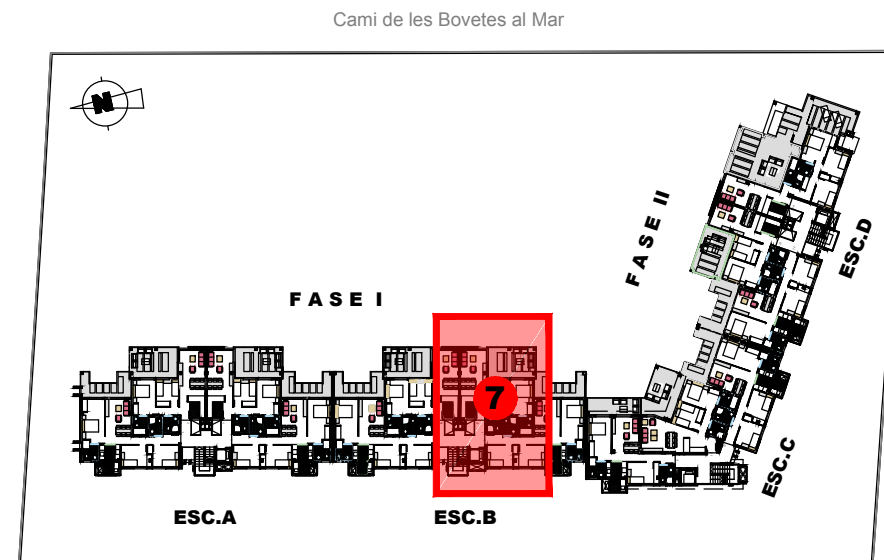 Cami de les Bovetes al Mar
N
FASE II
ESC.D
FASE I
7
ESC.C
ESC.A
ESC.B